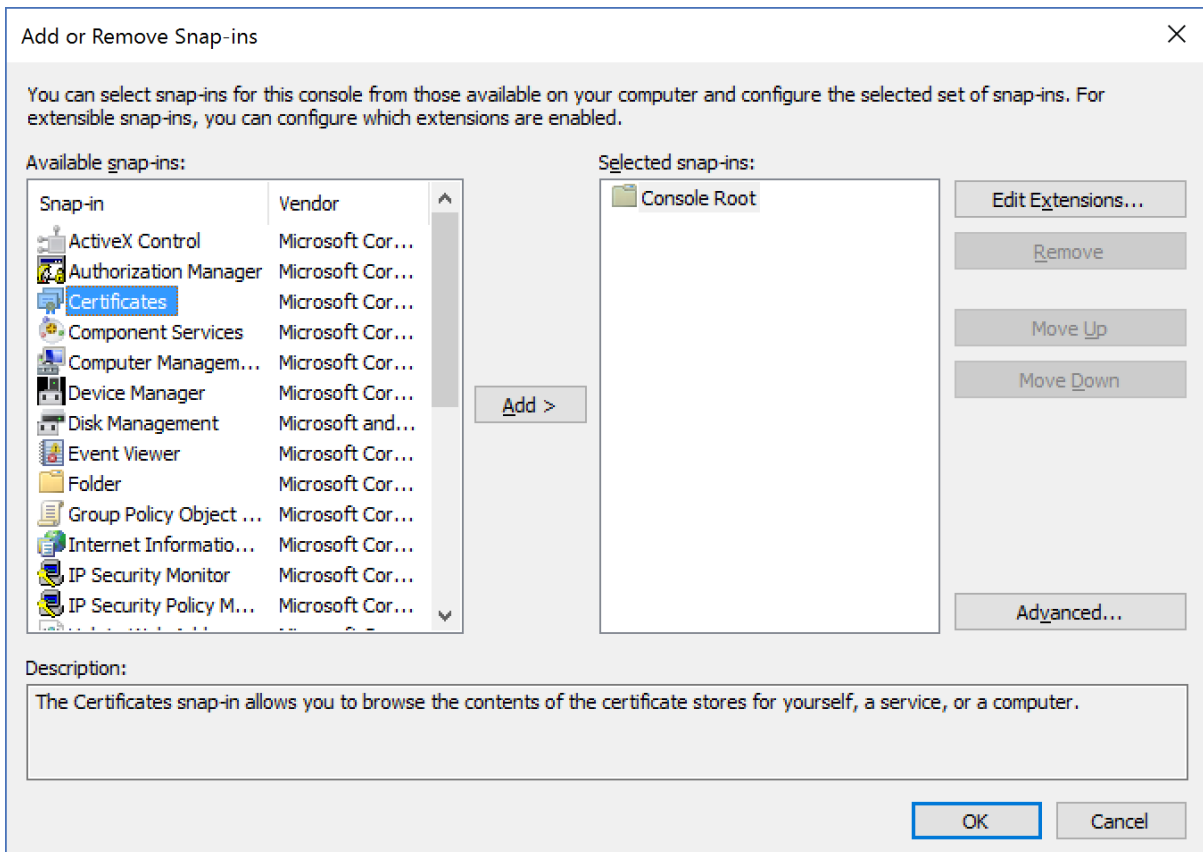 Add or Remove Snap-ins
You can select snap-ins for this console from those available on your computer and configure the selected set of snap-ins. For
extensible snap-ins, you can configure which extensions are enabled.
Available snap-ins:
Snap-in Vendor
ActiveX Control Microsoft Cor...
Authorization Manager Microsoft Cor...
Certificates Microsoft Cor...
Component Services Microsoft Cor...
Computer Managem... Microsoft Cor...
Device Manager Microsoft Cor...
Disk Management Microsoft and...
Event Viewer Microsoft Cor...
Folder Microsoft Cor...
Group Policy Object ... Microsoft Cor...
Internet Informatio... Microsoft Cor...
IP Security Monitor Microsoft Cor...
IP Security Policy M... Microsoft Cor...
Add >
Selected snap-ins:
Console Root
Edit Extensions...
Remove
Move Up
Move Down
Advanced...
Description:
The Certificates snap-in allows you to browse the contents of the certificate stores for yourself, a service, or a computer.
OK Cancel